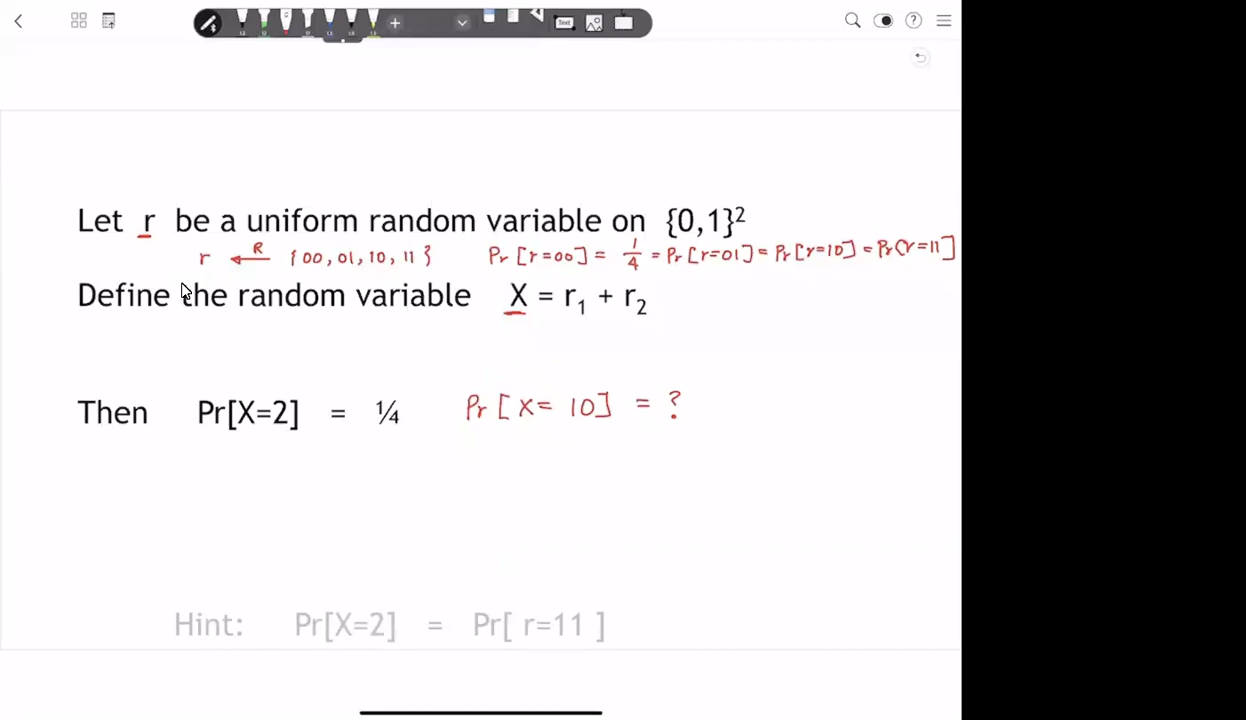 Text
Let r be a uniform random variable on {0,1}²
r ←R {00,01,10,11} Pr[r=00] = 1/4 = Pr[r=01] = Pr[r=10] = Pr[r=11]
Define the random variable X = r₁ + r₂
Then Pr[X=2] = ¼ Pr[X=10] = ?
Hint: Pr[X=2] = Pr[ r=11 ]